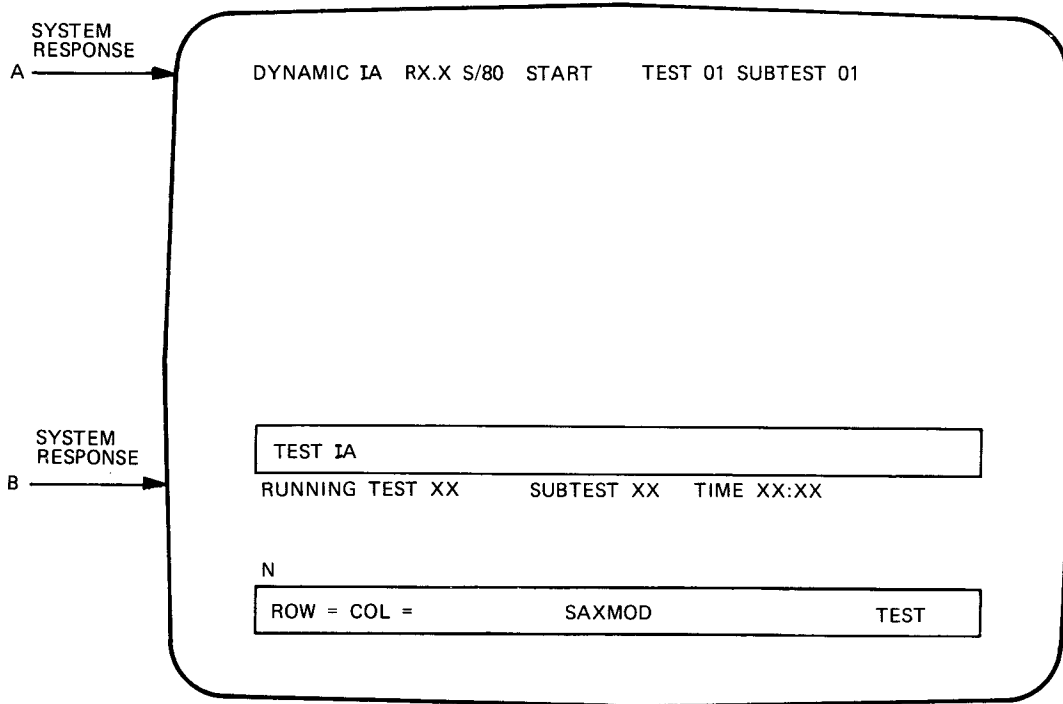 SYSTEM
RESPONSE
A
DYNAMIC IA RX.X S/80 START TEST 01 SUBTEST 01
SYSTEM
RESPONSE
B
TEST IA
RUNNING TEST XX SUBTEST XX TIME XX:XX
N
ROW = COL = SAXMOD TEST